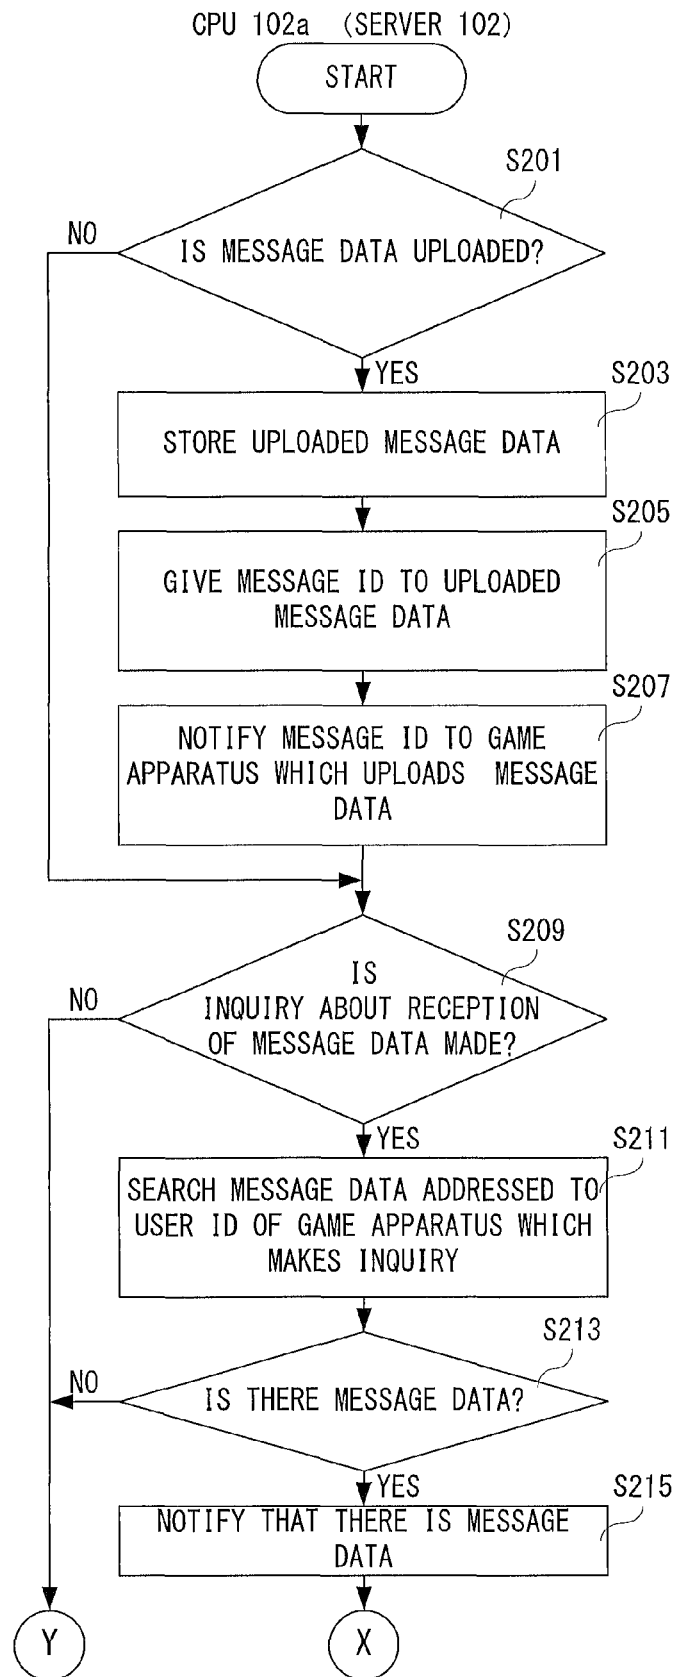 CPU 102a (SERVER 102)
START
S201
NO
IS MESSAGE DATA UPLOADED?
YES
S203
STORE UPLOADED MESSAGE DATA
S205
GIVE MESSAGE ID TO UPLOADED
MESSAGE DATA
S207
NOTIFY MESSAGE ID TO GAME
APPARATUS WHICH UPLOADS MESSAGE
DATA
S209
NO
IS
INQUIRY ABOUT RECEPTION
OF MESSAGE DATA MADE?
YES
S211
SEARCH MESSAGE DATA ADDRESSED TO
USER ID OF GAME APPARATUS WHICH
MAKES INQUIRY
S213
NO
IS THERE MESSAGE DATA?
YES
S215
NOTIFY THAT THERE IS MESSAGE
DATA
Y
X